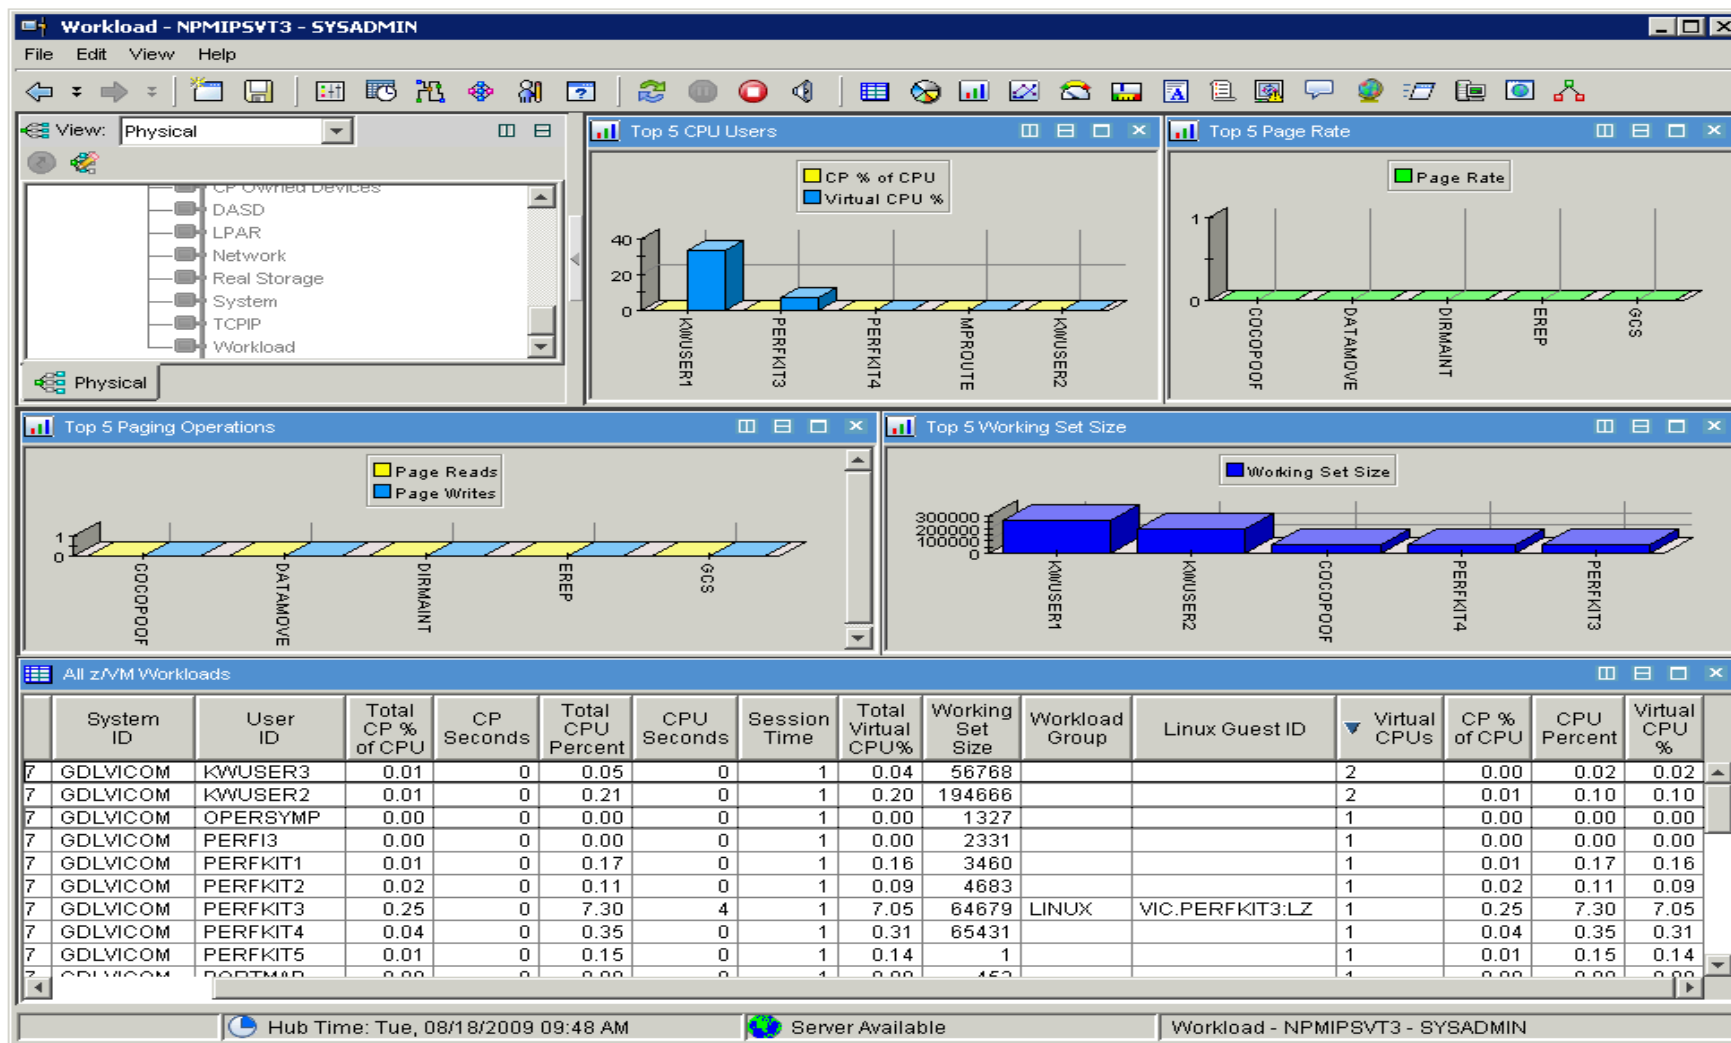 Workload - NPMIPSVT3 - SYSADMIN
File Edit View Help
View: Physical
CP Owned Devices
DASD
LPAR
Network
Real Storage
System
TCPIP
Workload
Physical
Top 5 CPU Users
CP % of CPU
Virtual CPU %
40
20
0
KWUSER1
PERFKIT3
PERFKIT4
MPROUTE
KWUSER2
Top 5 Page Rate
Page Rate
1
0
COCOPOOF
DATAMOVE
DIRMAINT
EREP
GCS
Top 5 Paging Operations
Page Reads
Page Writes
1
0
COCOPOOF
DATAMOVE
DIRMAINT
EREP
GCS
Top 5 Working Set Size
Working Set Size
300000
200000
100000
0
KWUSER1
KWUSER2
COCOPOOF
PERFKIT4
PERFKIT3
All z/VM Workloads
System ID User ID Total CP % of CPU CP Seconds Total CPU Percent CPU Seconds Session Time Total Virtual CPU% Working Set Size Workload Group Linux Guest ID Virtual CPUs CP % of CPU CPU Percent Virtual CPU %
7 GDLVICOM KWUSER3 0.01 0 0.05 0 1 0.04 56768 2 0.00 0.02 0.02
7 GDLVICOM KWUSER2 0.01 0 0.21 0 1 0.20 194666 2 0.01 0.10 0.10
7 GDLVICOM OPERSYMP 0.00 0 0.00 0 1 0.00 1327 1 0.00 0.00 0.00
7 GDLVICOM PERFI3 0.00 0 0.00 0 1 0.00 2331 1 0.00 0.00 0.00
7 GDLVICOM PERFKIT1 0.01 0 0.17 0 1 0.16 3460 1 0.01 0.17 0.16
7 GDLVICOM PERFKIT2 0.02 0 0.11 0 1 0.09 4683 1 0.02 0.11 0.09
7 GDLVICOM PERFKIT3 0.25 0 7.30 4 1 7.05 64679 LINUX VIC.PERFKIT3:LZ 1 0.25 7.30 7.05
7 GDLVICOM PERFKIT4 0.04 0 0.35 0 1 0.31 65431 1 0.04 0.35 0.31
7 GDLVICOM PERFKIT5 0.01 0 0.15 0 1 0.14 1 1 0.01 0.15 0.14
Hub Time: Tue, 08/18/2009 09:48 AM
Server Available
Workload - NPMIPSVT3 - SYSADMIN